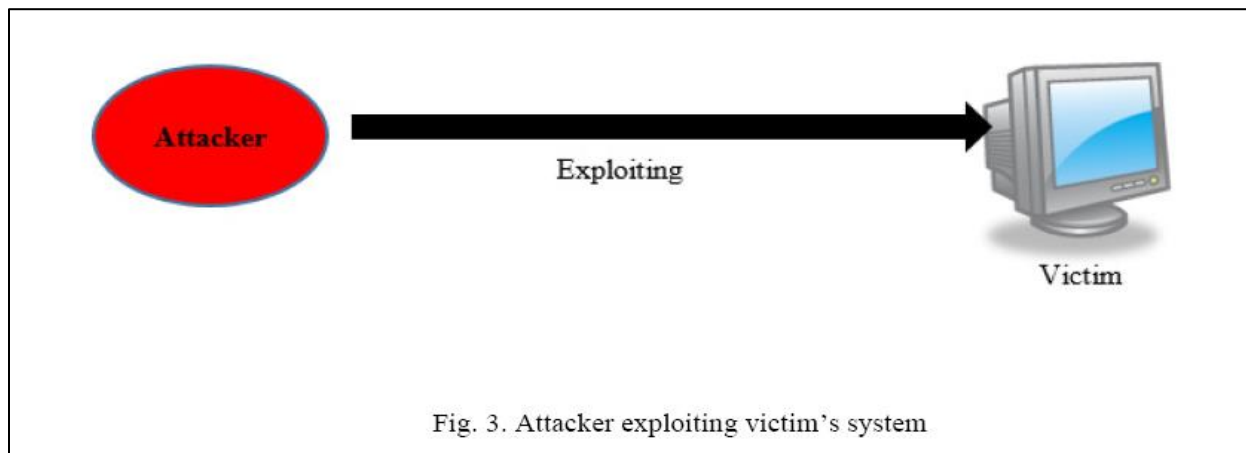 Attacker
Exploiting
Victim
Fig. 3. Attacker exploiting victim's system